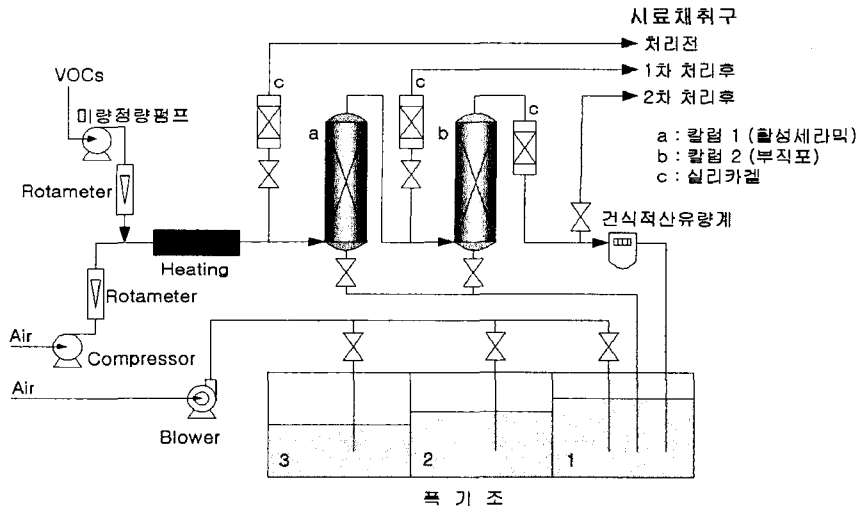 시료채취구
처리전
1차 처리후
2차 처리후
VOCs
미량정량펌프
c
c
c
a
b
a : 칼럼 1 (활성세라믹)
b : 칼럼 2 (부직포)
c : 실리카겔
Rotameter
건식적산유량계
Heating
Rotameter
Air
Compressor
Air
Blower
3
2
1
폭 기 조